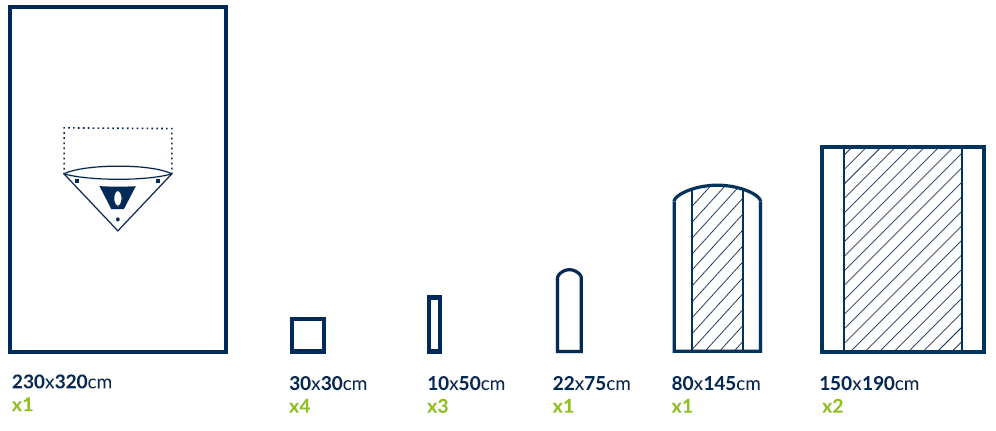 230x320cm
x1
30x30cm
x4
10x50cm
x3
22x75cm
x1
80x145cm
x1
150x190cm
x2